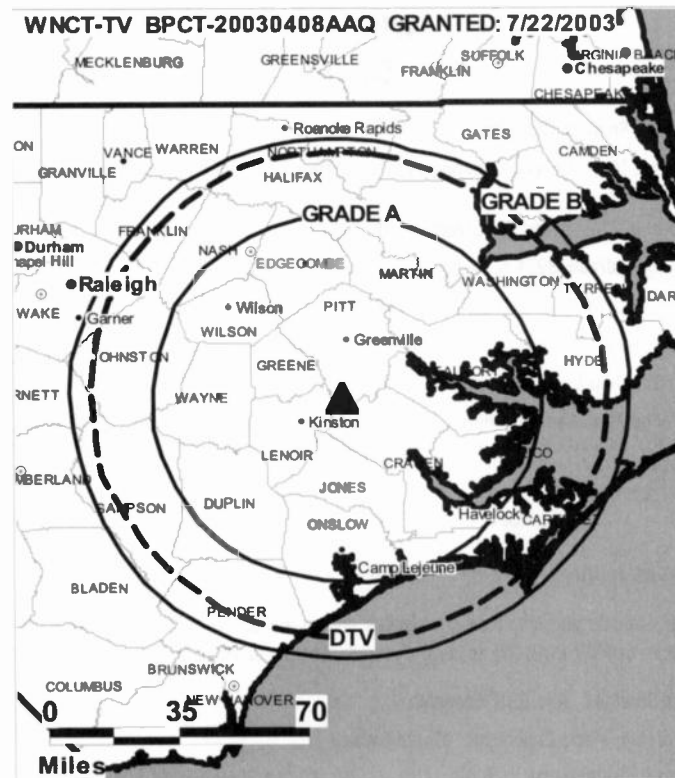 WNCT-TV BPCT-20030408AAQ GRANTED: 7/22/2003
MECKLENBURG
GREENSVILLE
SUFFOLK
FRANKLIN
Chesapeake
CHESAPEAKE
Roanoke Rapids
GATES
VANCE
WARREN
NORTHAMPTON
CAMDEN
GRANVILLE
HALIFAX
GRADE B
GRADE A
FRANKLIN
Durham
NASH
EDGECOMBE
MARTIN
WASHINGTON
Raleigh
PITT
Wilson
WAKE
Garner
WILSON
Greenville
JOHNSTON
HYDE
GREENE
WAYNE
Kinston
LENOIR
CRAVEN
JONES
SAMPSON
DUPLIN
ONSLOW
Havelock
Camp Lejeune
BLADEN
PENDER
DTV
BRUNSWICK
COLUMBUS
NEW HANOVER
0 35 70
Miles